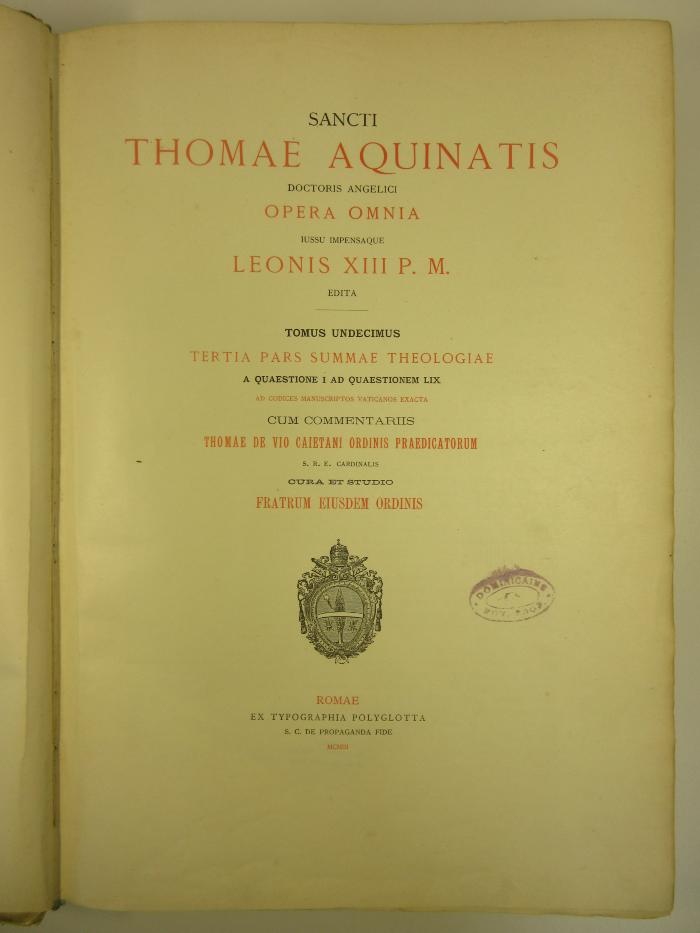 SANCTI
THOMAE AQUINATIS
DOCTORIS ANGELICI
OPERA OMNIA
IUSSU IMPENSAQUE
LEONIS XIII P. M.
EDITA
TOMUS UNDECIMUS
TERTIA PARS SUMMAE THEOLOGIAE
A QUAESTIONE I AD QUAESTIONEM LIX
AD CODICES MANUSCRIPTOS VATICANOS EXACTA
CUM COMMENTARIIS
THOMAE DE VIO CAIETANI ORDINIS PRAEDICATORUM
S. R. E. CARDINALIS
CURA ET STUDIO
FRATRUM EIUSDEM ORDINIS
DOMINICAINS
ROMAE
EX TYPOGRAPHIA POLYGLOTTA
S. C. DE PROPAGANDA FIDE
MCMIII